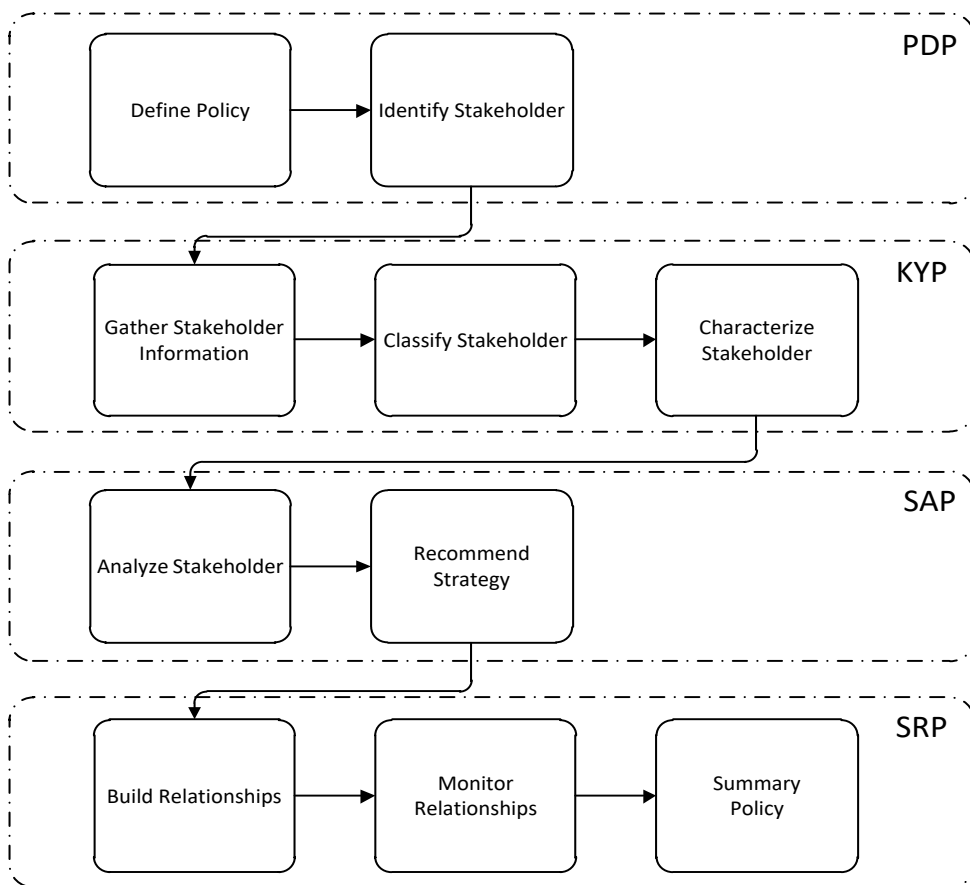 PDP
Define Policy
Identify Stakeholder
KYP
Gather Stakeholder
Information
Classify Stakeholder
Characterize
Stakeholder
SAP
Analyze Stakeholder
Recommend
Strategy
SRP
Build Relationships
Monitor
Relationships
Summary
Policy